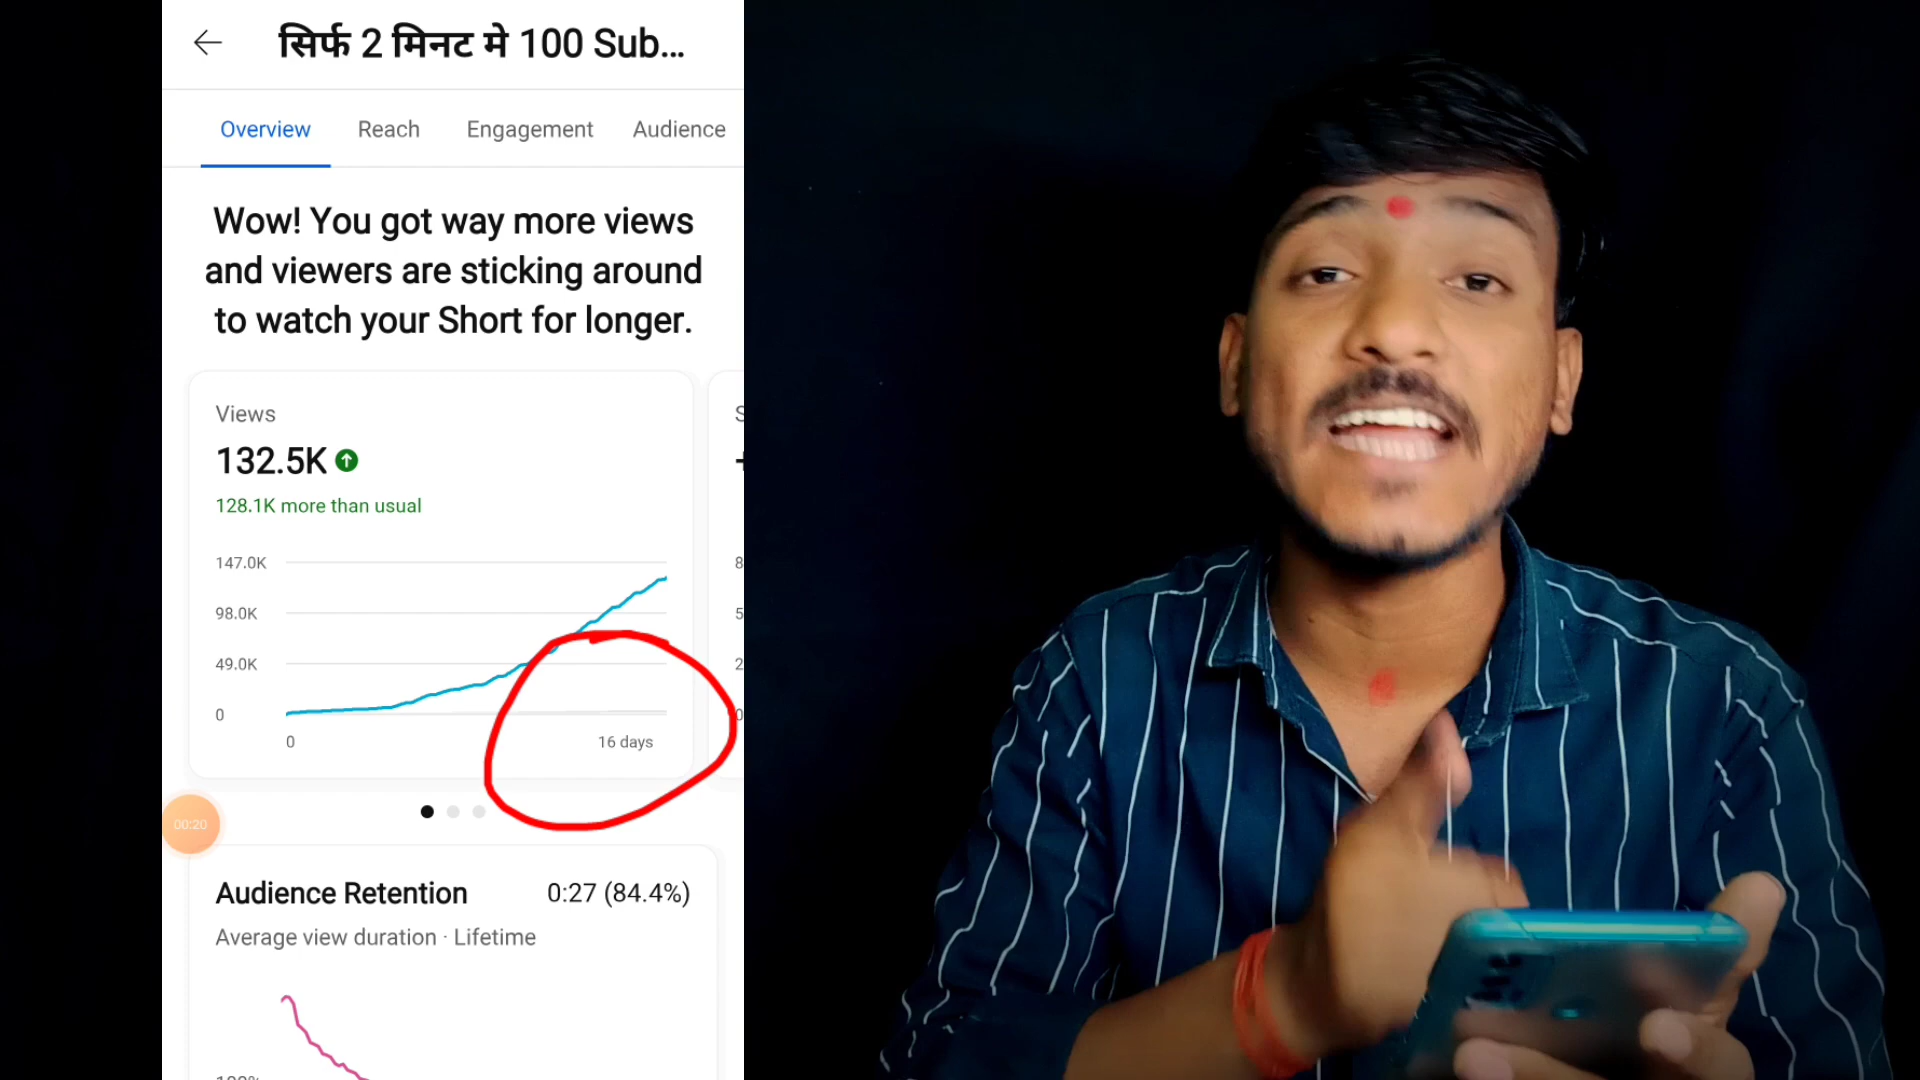 सिर्फ 2 मिनट मे 100 Sub...
Overview Reach Engagement Audience
Wow! You got way more views
and viewers are sticking around
to watch your Short for longer.
Views
132.5K
128.1K more than usual
147.0K
98.0K
49.0K
0
0 16 days
00:20
Audience Retention 0:27 (84.4%)
Average view duration · Lifetime